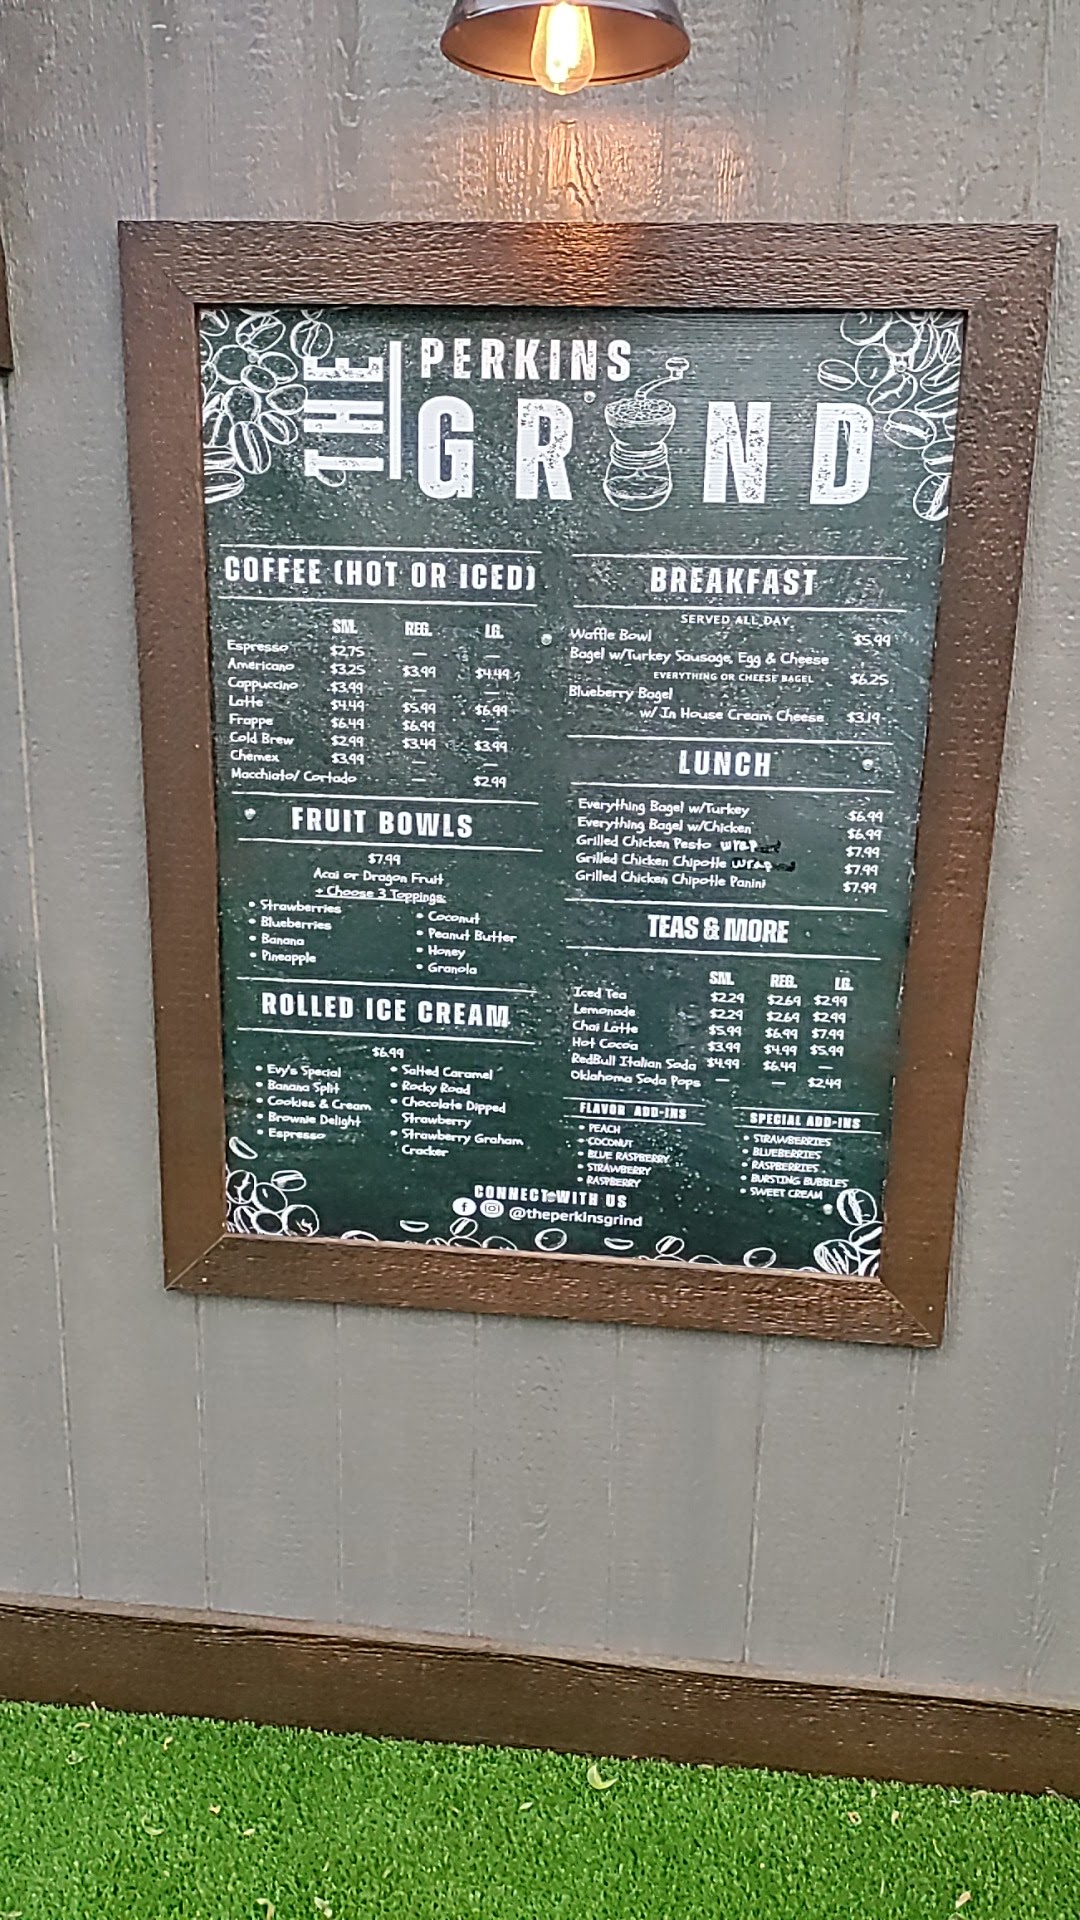 THE PERKINS
GRIND
COFFEE (HOT OR ICED)
SM. REG. LG.
Espresso $2.75 — —
Americano $3.25 $3.99 $4.49
Cappuccino $3.99 — —
Latte $4.49 $5.99 $6.99
Frappe $6.49 $6.99 —
Cold Brew $2.99 $3.49 $3.99
Chemex $3.99 — —
Macchiato/ Cortado — $2.99
FRUIT BOWLS
$7.99
Acai or Dragon Fruit
+ Choose 3 Toppings:
• Strawberries
• Blueberries
• Banana
• Pineapple
• Coconut
• Peanut Butter
• Honey
• Granola
ROLLED ICE CREAM
$6.99
• Evy's Special
• Banana Split
• Cookies & Cream
• Brownie Delight
• Espresso
• Salted Caramel
• Rocky Road
• Chocolate Dipped
Strawberry
• Strawberry Graham
Cracker
BREAKFAST
SERVED ALL DAY
Waffle Bowl $5.99
Bagel w/Turkey Sausage, Egg & Cheese
EVERYTHING OR CHEESE BAGEL $6.25
Blueberry Bagel
w/ In House Cream Cheese $3.19
LUNCH
Everything Bagel w/Turkey $6.99
Everything Bagel w/Chicken $6.99
Grilled Chicken Pesto wrap $7.99
Grilled Chicken Chipotle wrap $7.99
Grilled Chicken Chipotle Panini $7.99
TEAS & MORE
SM. REG. LG.
Iced Tea $2.29 $2.69 $2.99
Lemonade $2.29 $2.69 $2.99
Chai Latte $5.99 $6.99 $7.99
Hot Cocoa $3.99 $4.99 $5.99
RedBull Italian Soda $4.99 $6.49 —
Oklahoma Soda Pops — — $2.49
FLAVOR ADD-INS
• PEACH
• COCONUT
• BLUE RASPBERRY
• STRAWBERRY
• RASPBERRY
SPECIAL ADD-INS
• STRAWBERRIES
• BLUEBERRIES
• RASPBERRIES
• BURSTING BUBBLES
• SWEET CREAM
CONNECT WITH US
@theperkinsgrind